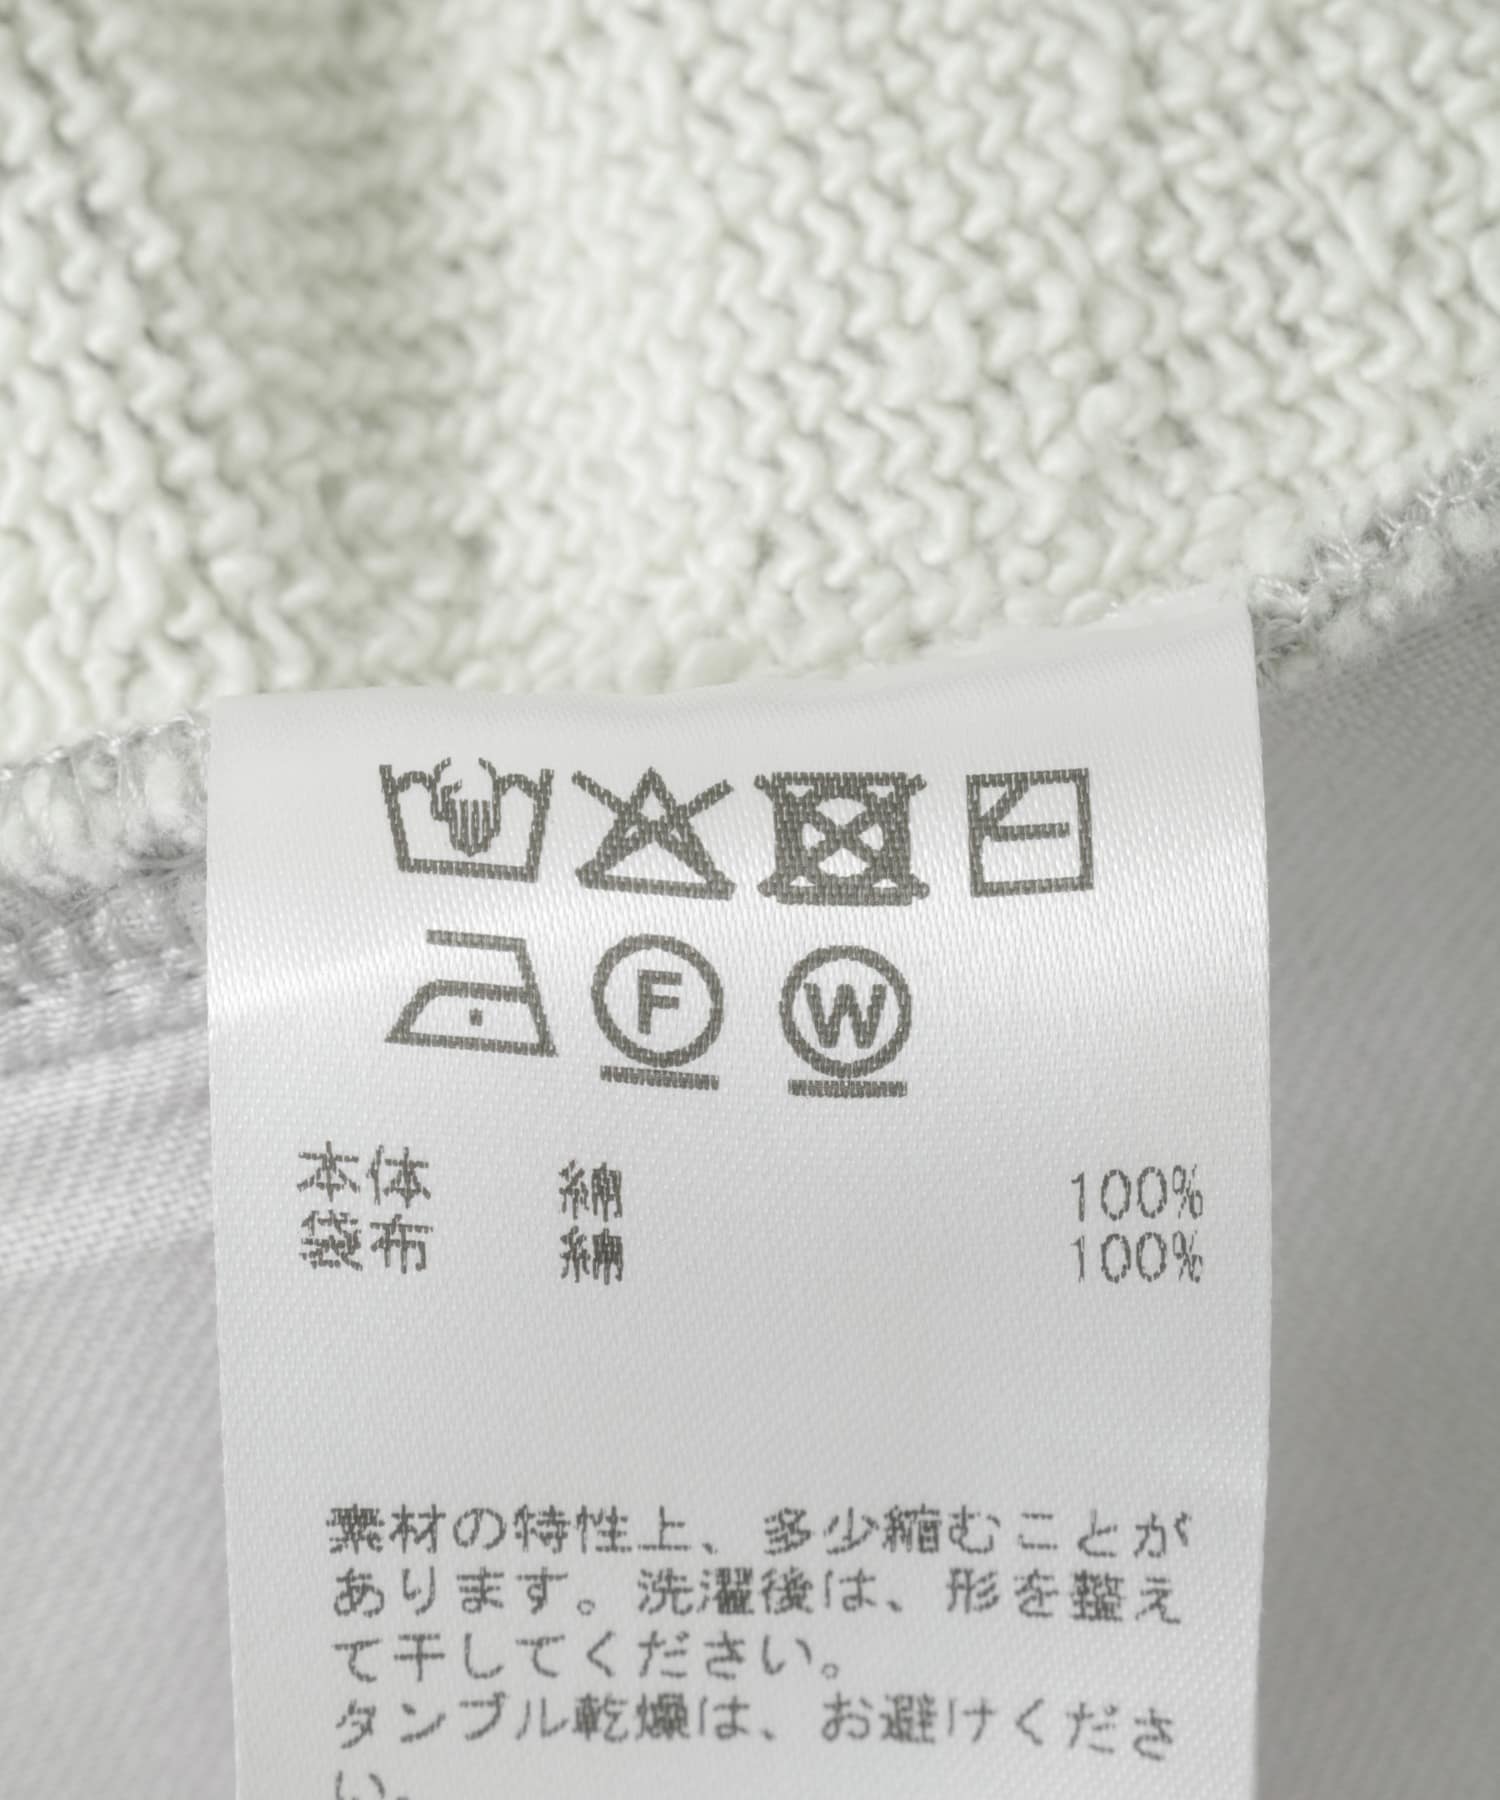 F W
本体 綿 100%
袋布 綿 100%
素材の特性上、多少縮むことが
あります。洗濯後は、形を整え
て干してください。
タンブル乾燥は、お避けくださ
い。